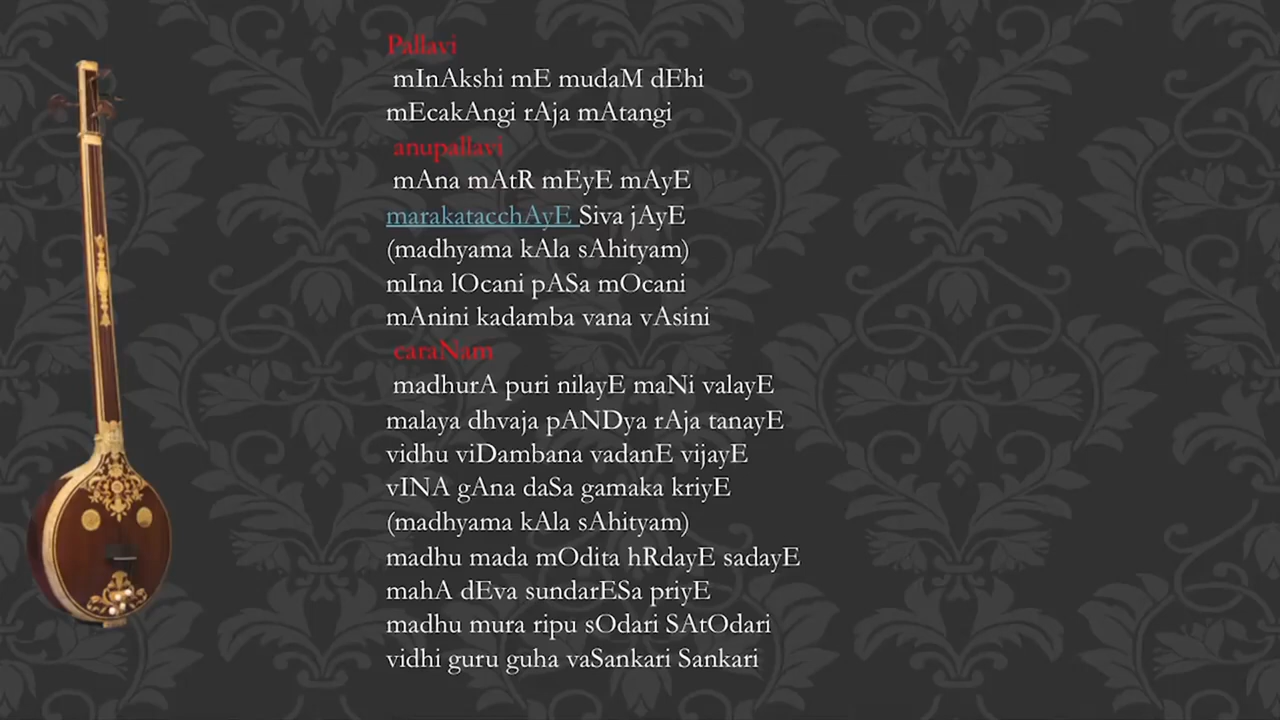 Pallavi
mInAkshi mE mudaM dEhi
mEcakAngi rAja mAtangi
anupallavi
mAna mAtR mEyE mAyE
marakatacchAyE Siva jAyE
(madhyama kAla sAhityam)
mIna lOcani pASa mOcani
mAnini kadamba vana vAsini
caraNam
madhurA puri nilayE maNi valayE
malaya dhvaja pANDya rAja tanayE
vidhu viDambana vadanE vijayE
vINA gAna daSa gamaka kriyE
(madhyama kAla sAhityam)
madhu mada mOdita hRdayE sadayE
mahA dEva sundarESa priyE
madhu mura ripu sOdari SAtOdari
vidhi guru guha vaSankari Sankari